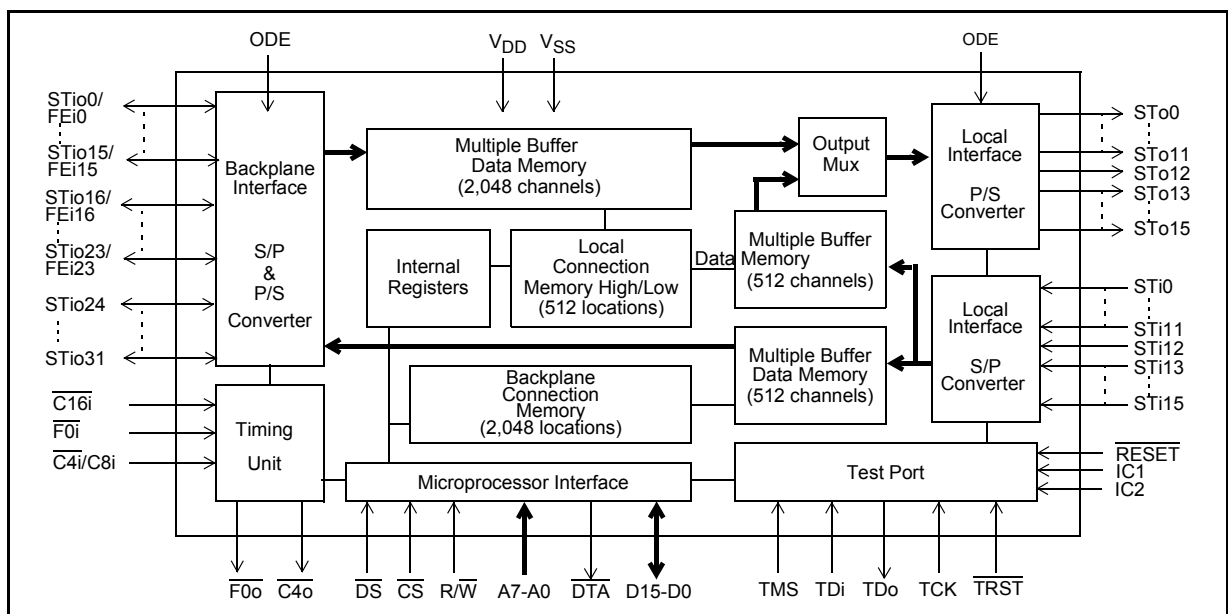 ODE
VDD
VSS
ODE
STio0/
FEi0
STio15/
FEi15
STio16/
FEi16
STio23/
FEi23
STio24
STio31
C16i
F0i
C4i/C8i
Backplane
Interface
S/P
&
P/S
Converter
Timing
Unit
Multiple Buffer
Data Memory
(2,048 channels)
Internal
Registers
Local
Connection
Memory High/Low
(512 locations)
Data Memory
Multiple Buffer
(512 channels)
Output
Mux
Multiple Buffer
Data Memory
(512 channels)
Backplane
Connection
Memory
(2,048 locations)
Microprocessor Interface
Local
Interface
P/S
Converter
Local
Interface
S/P
Converter
Test Port
STo0
STo11
STo12
STo13
STo15
STi0
STi11
STi12
STi13
STi15
RESET
IC1
IC2
F0o
C4o
DS
CS
R/W
A7-A0
DTA
D15-D0
TMS
TDi
TDo
TCK
TRST